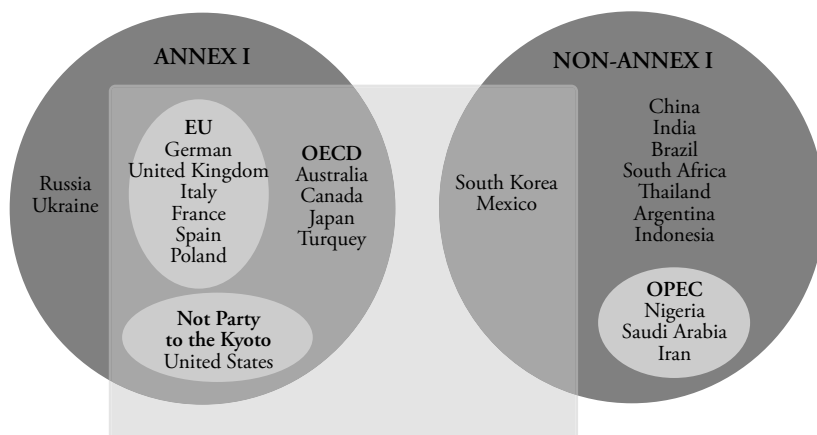 ANNEX I
NON-ANNEX I
Russia
Ukraine
EU
German
United Kingdom
Italy
France
Spain
Poland
OECD
Australia
Canada
Japan
Turquey
Not Party
to the Kyoto
United States
South Korea
Mexico
China
India
Brazil
South Africa
Thailand
Argentina
Indonesia
OPEC
Nigeria
Saudi Arabia
Iran